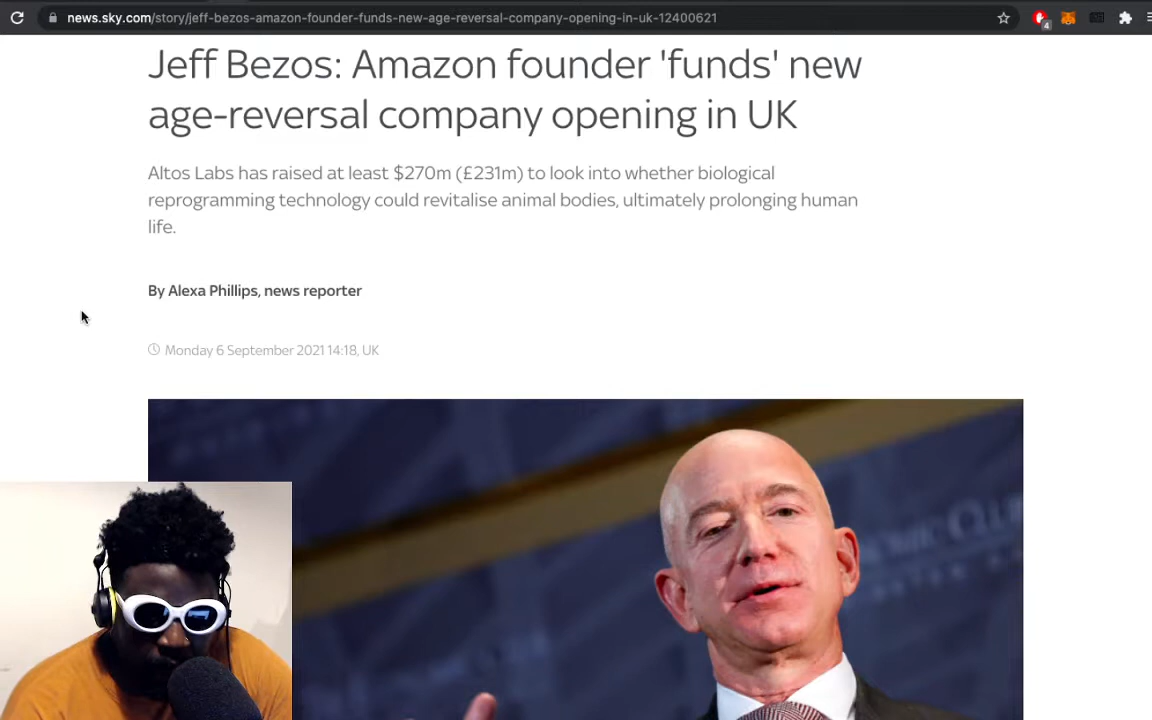 news.sky.com/story/jeff-bezos-amazon-founder-funds-new-age-reversal-company-opening-in-uk-12400621
4
Jeff Bezos: Amazon founder 'funds' new
age-reversal company opening in UK
Altos Labs has raised at least $270m (£231m) to look into whether biological
reprogramming technology could revitalise animal bodies, ultimately prolonging human
life.
By Alexa Phillips, news reporter
Monday 6 September 2021 14:18, UK